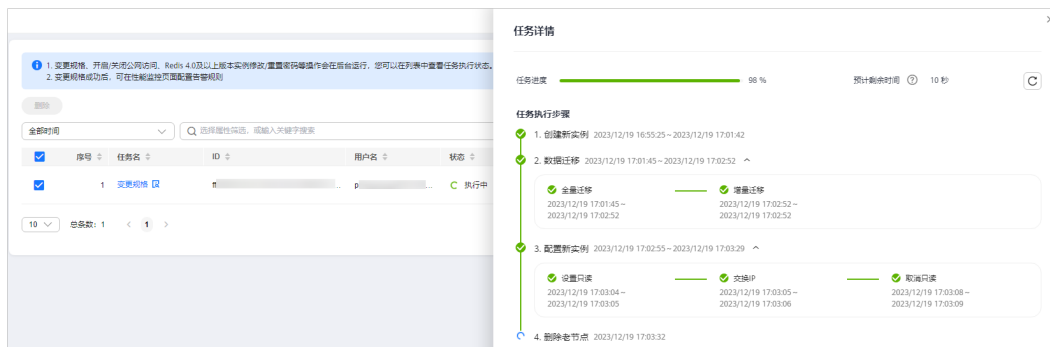 1. 变更规格、开启/关闭公网访问、Redis 4.0及以上版本实例修改/重置密码等操作会在后台运行，您可以在列表中查看任务执行状态。
2. 变更规格成功后，可在性能监控页面配置告警规则
删除
全部时间
选择属性筛选，或输入关键字搜索
序号 任务名 ID 用户名 状态
1 变更规格 ... p ... 执行中
10 总条数：1 < 1 >
任务详情
任务进度 98 % 预计剩余时间 10 秒
任务执行步骤
1. 创建新实例 2023/12/19 16:55:25 ~ 2023/12/19 17:01:42
2. 数据迁移 2023/12/19 17:01:45 ~ 2023/12/19 17:02:52
全量迁移 增量迁移
2023/12/19 17:01:45 ~ 2023/12/19 17:02:52 ~
2023/12/19 17:02:52 2023/12/19 17:02:52
3. 配置新实例 2023/12/19 17:02:55 ~ 2023/12/19 17:03:29
设置只读 交换IP 取消只读
2023/12/19 17:03:04 ~ 2023/12/19 17:03:05 ~ 2023/12/19 17:03:08 ~
2023/12/19 17:03:05 2023/12/19 17:03:06 2023/12/19 17:03:09
4. 删除老节点 2023/12/19 17:03:32